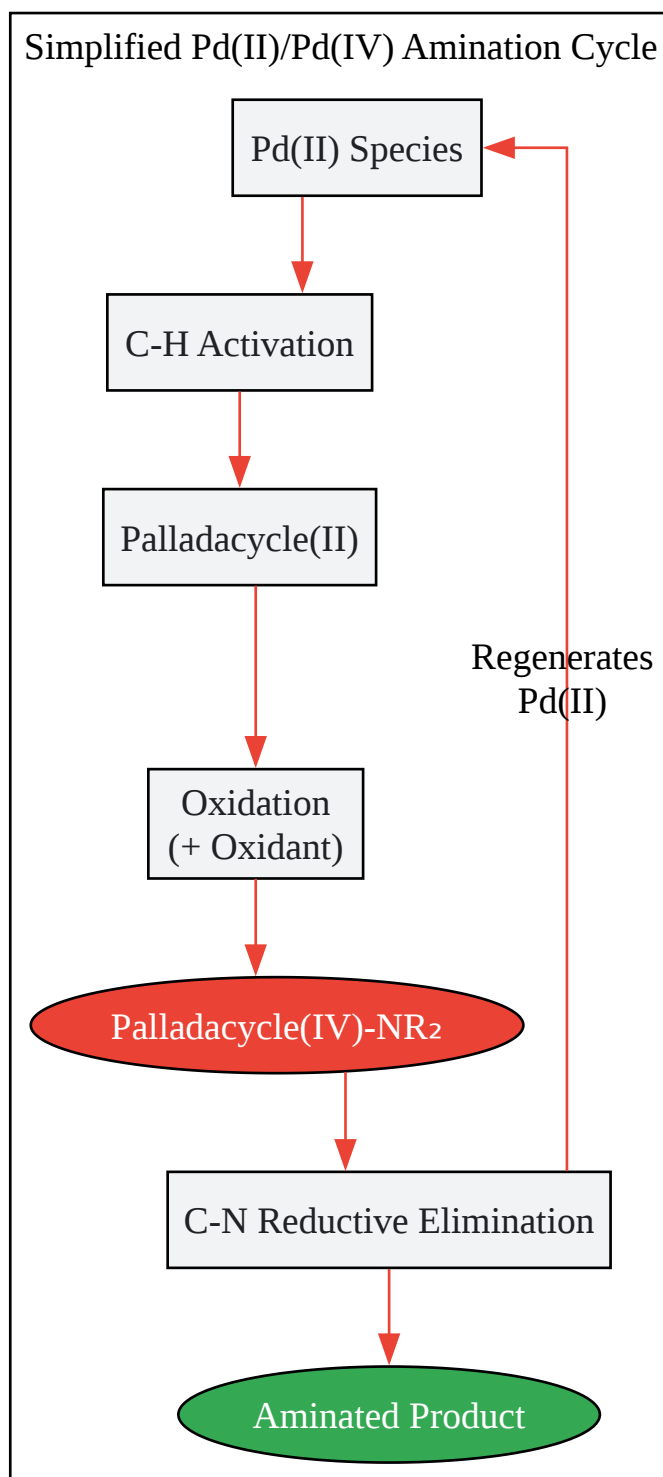 Simplified Pd(II)/Pd(IV) Amination Cycle
Pd(II) Species
C-H Activation
Palladacycle(II)
Regenerates
Pd(II)
Oxidation
(+ Oxidant)
Palladacycle(IV)-NR₂
C-N Reductive Elimination
Aminated Product